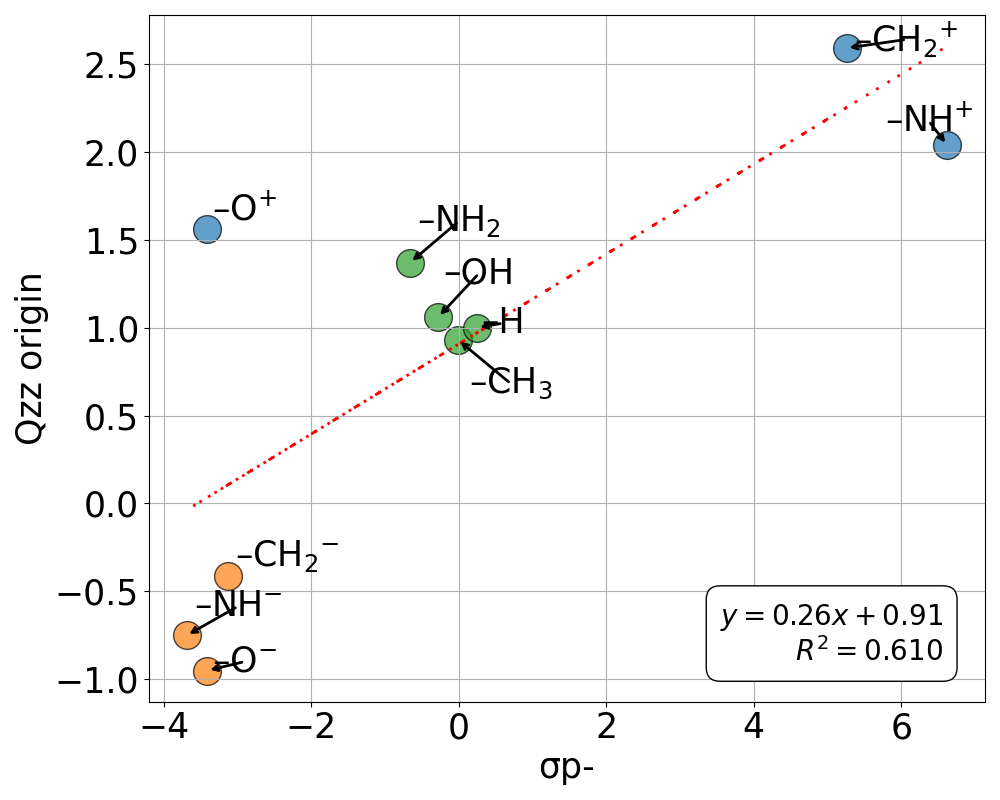 –CH₂⁺
–NH⁺
–O⁺
–NH₂
–OH
–H
–CH₃
–CH₂⁻
–NH⁻
–O⁻
y = 0.26x + 0.91
R² = 0.610
2.5
2.0
1.5
1.0
0.5
0.0
−0.5
−1.0
Qzz origin
−4 −2 0 2 4 6
σp-